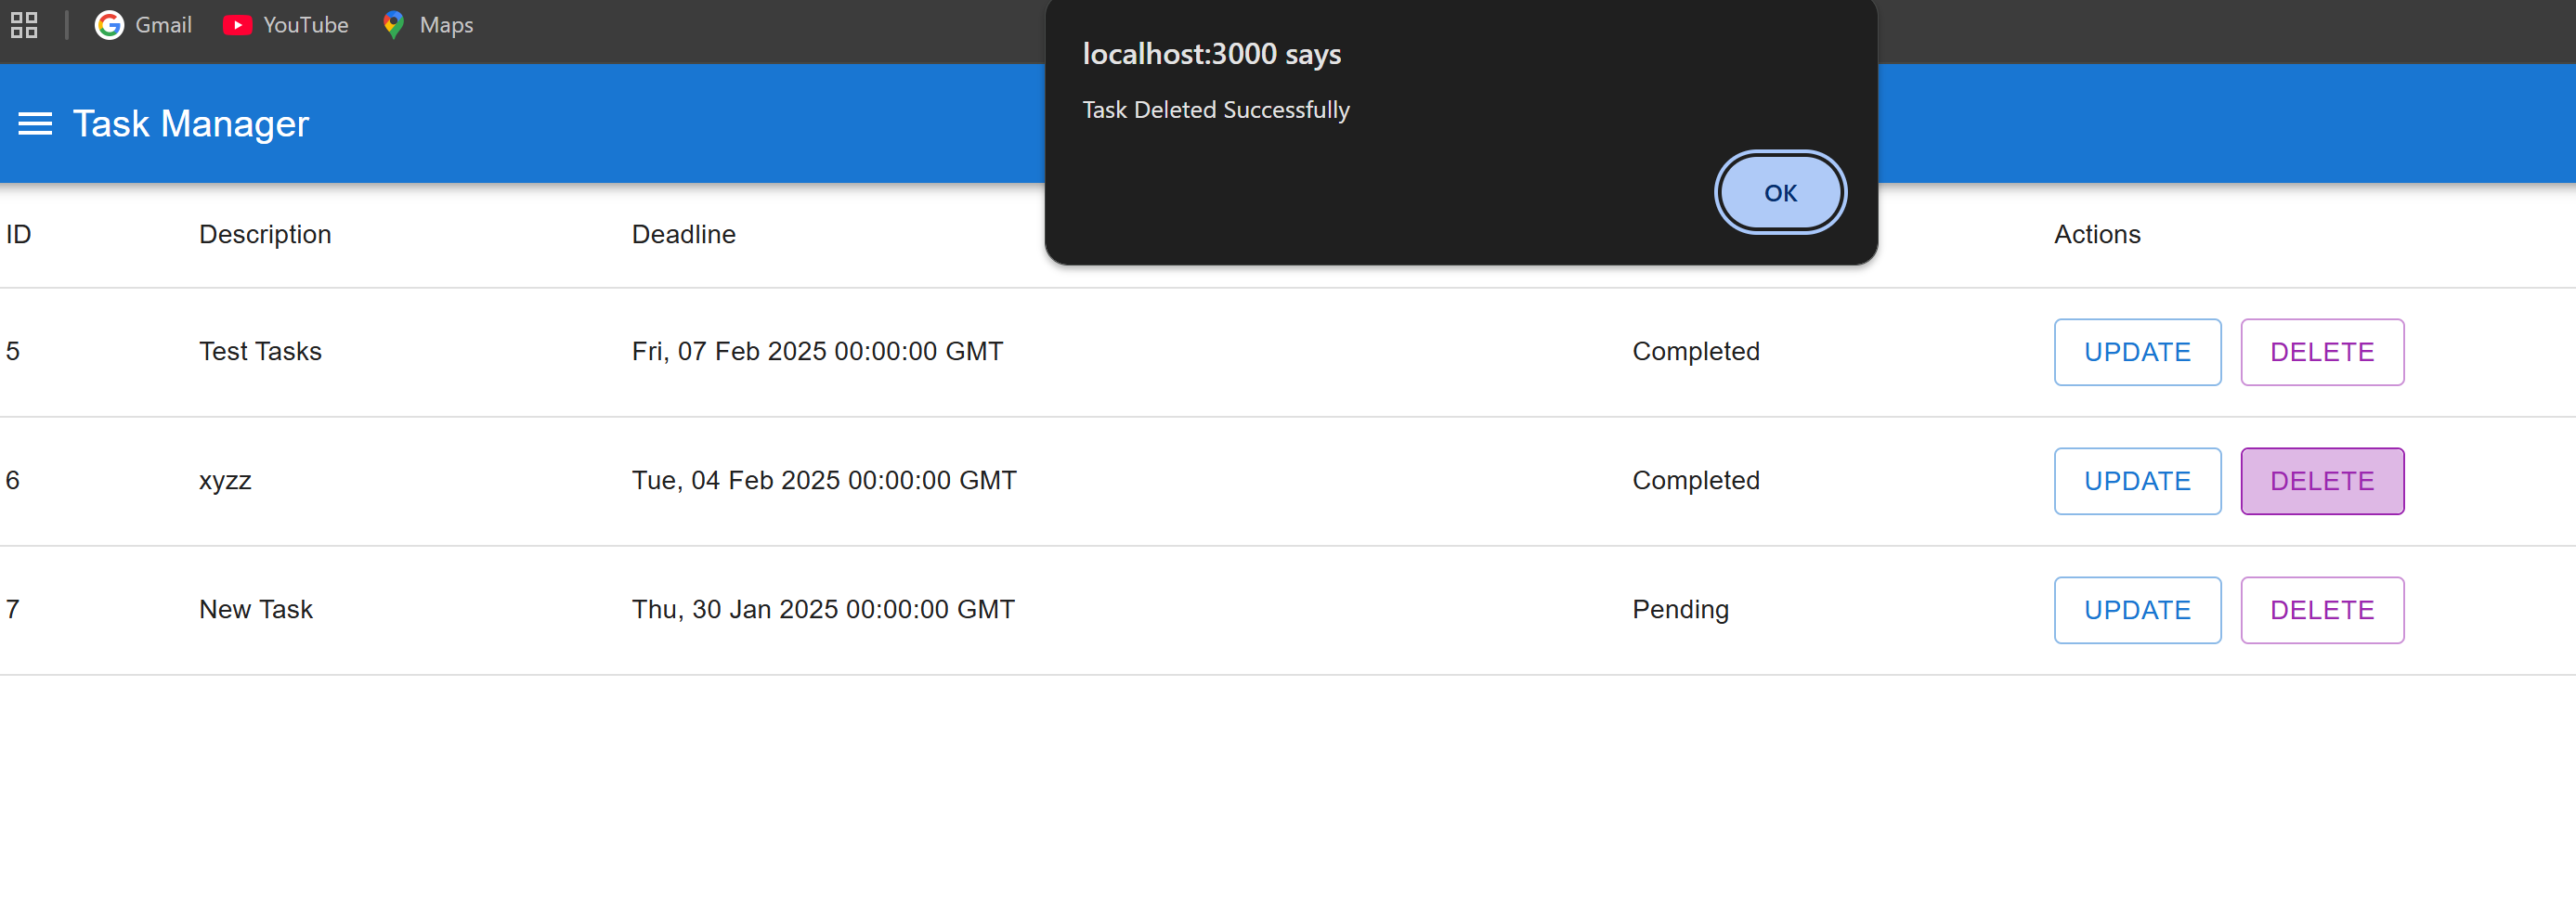 Gmail YouTube Maps
localhost:3000 says
Task Deleted Successfully
OK
Task Manager
ID Description Deadline Actions
5 Test Tasks Fri, 07 Feb 2025 00:00:00 GMT Completed UPDATE DELETE
6 xyzz Tue, 04 Feb 2025 00:00:00 GMT Completed UPDATE DELETE
7 New Task Thu, 30 Jan 2025 00:00:00 GMT Pending UPDATE DELETE